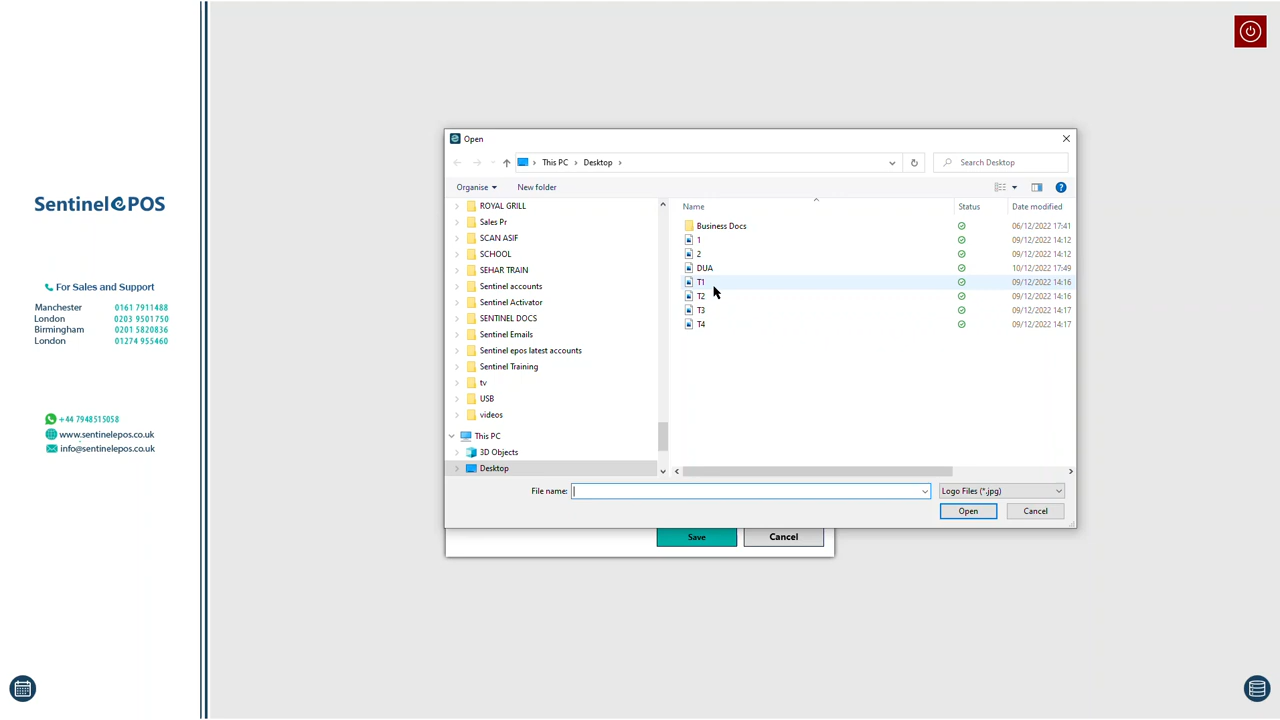 Sentinel ePOS
For Sales and Support
Manchester 0161 7911488
London 0203 9501750
Birmingham 0201 5820836
London 01274 955460
+44 7948515058
www.sentinelepos.co.uk
info@sentinelepos.co.uk
Open
This PC > Desktop >
Search Desktop
Organise New folder
ROYAL GRILL
Sales Pr
SCAN ASIF
SCHOOL
SEHAR TRAIN
Sentinel accounts
Sentinel Activator
SENTINEL DOCS
Sentinel Emails
Sentinel epos latest accounts
Sentinel Training
tv
USB
videos
This PC
3D Objects
Desktop
Name Status Date modified
Business Docs 06/12/2022 17:41
1 09/12/2022 14:12
2 09/12/2022 14:12
DUA 10/12/2022 17:49
T1 09/12/2022 14:16
T2 09/12/2022 14:16
T3 09/12/2022 14:17
T4 09/12/2022 14:17
File name: Logo Files (*.jpg)
Open Cancel
Save Cancel